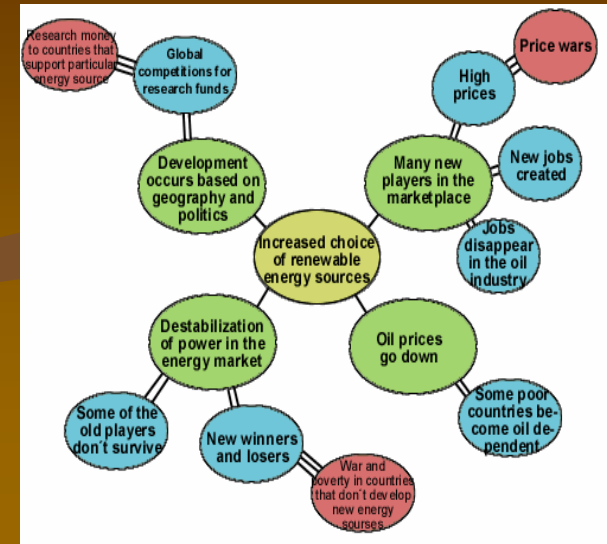 Research money
to countries that
support particular
energy source
Global
competitions for
research funds
Development
occurs based on
geography and
politics
Price wars
High
prices
Many new
players in the
marketplace
New jobs
created
Jobs
disappear
in the oil
industry
Increased choice
of renewable
energy sources
Destabilization
of power in the
energy market
Oil prices
go down
Some of the
old players
don´t survive
New winners
and losers
War and
poverty in countries
that don´t develop
new energy
sourses
Some poor
countries be-
come oil de-
pendent